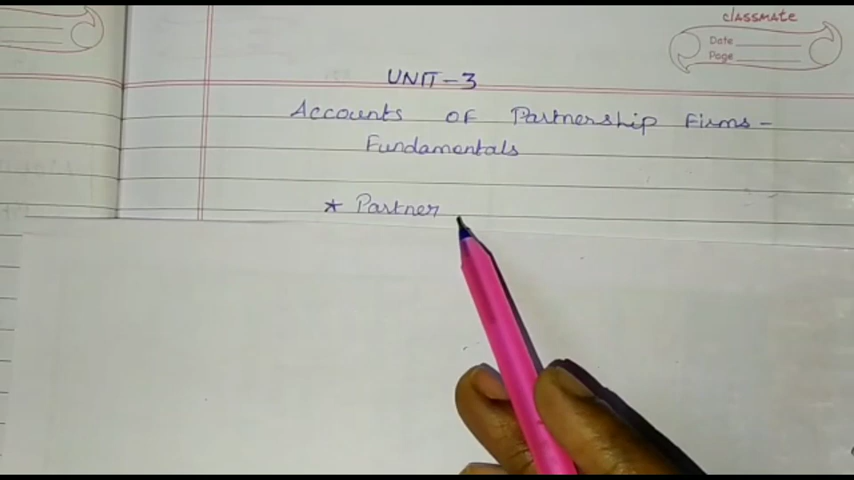 classmate
Date
Page
UNIT-3
Accounts of Partnership Firms-
Fundamentals
* Partner